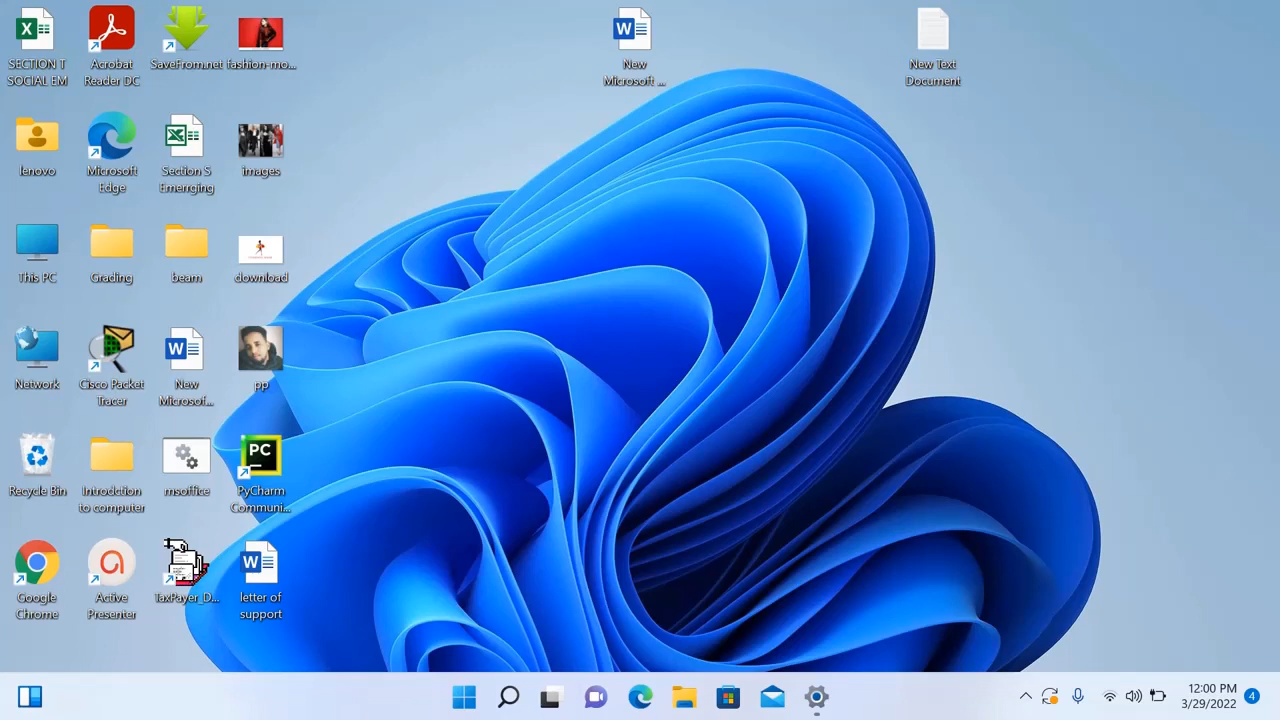 SECTION T
SOCIAL EM
Acrobat
Reader DC
SaveFrom.net
fashion-mo...
New
Microsoft ...
New Text
Document
lenovo
Microsoft
Edge
Section S
Emerrging
images
This PC
Grading
beam
download
Network
Cisco Packet
Tracer
New
Microsof...
pp
Recycle Bin
Introdction
to computer
msoffice
PC
PyCharm
Communi...
Google
Chrome
Active
Presenter
TaxPayer_D...
letter of
support
12:00 PM
3/29/2022
4